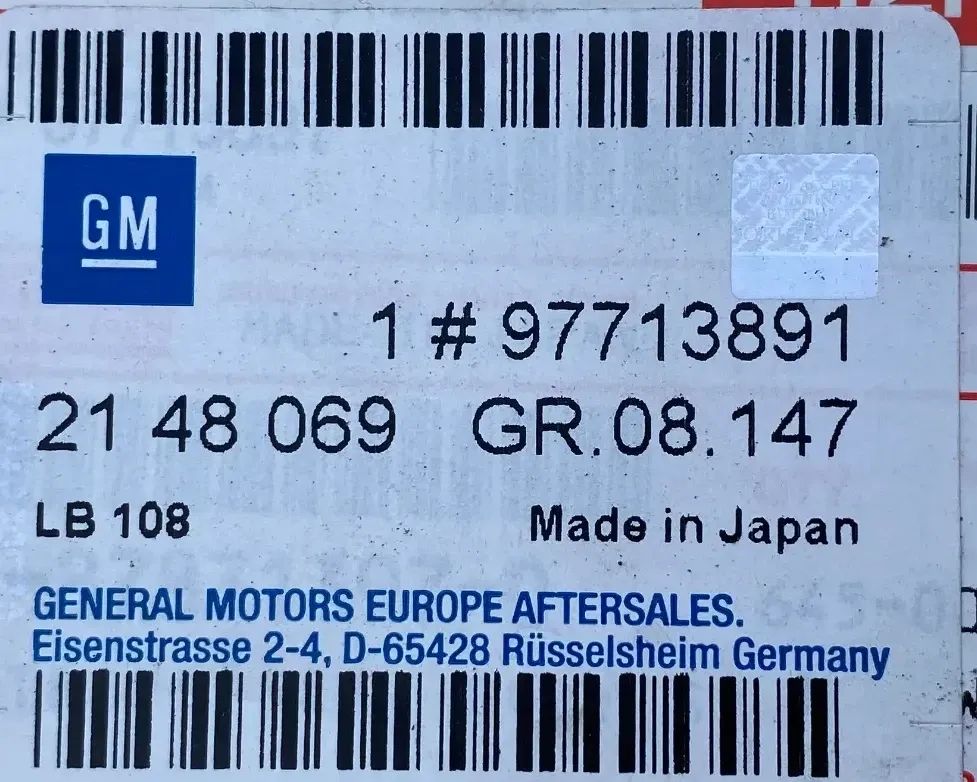 GM
1 # 97713891
21 48 069 GR.08.147
LB 108 Made in Japan
GENERAL MOTORS EUROPE AFTERSALES.
Eisenstrasse 2-4, D-65428 Rüsselsheim Germany